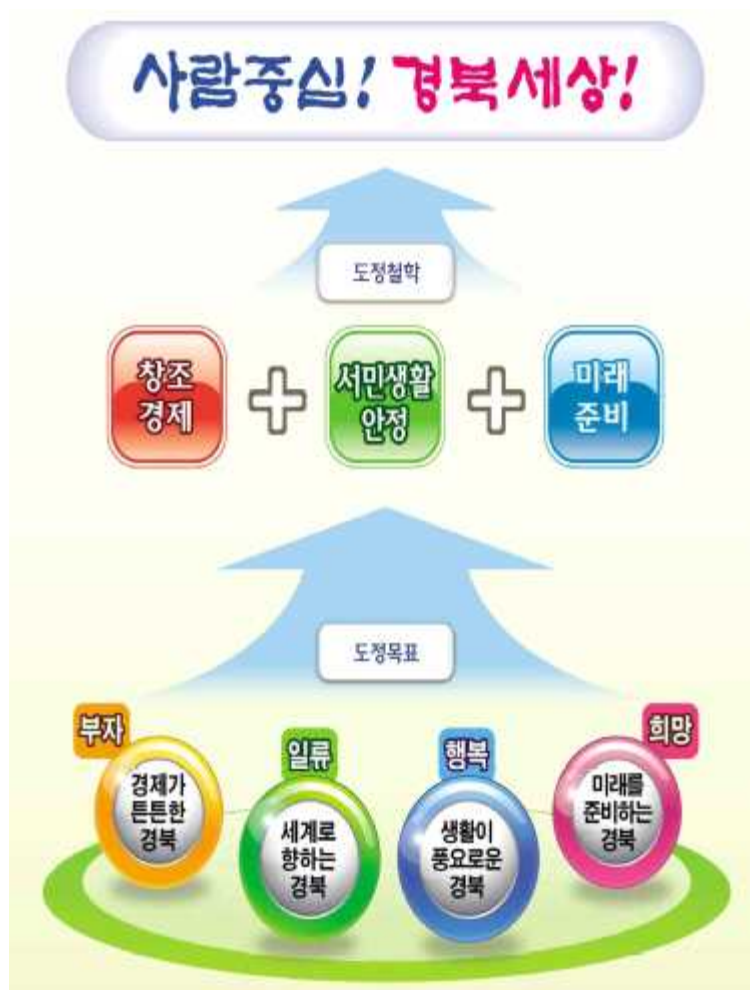 사람중심! 경북세상!
도정철학
창조
경제
서민생활
안정
미래
준비
도정목표
부자
경제가
튼튼한
경북
일류
세계로
향하는
경북
행복
생활이
풍요로운
경북
희망
미래를
준비하는
경북